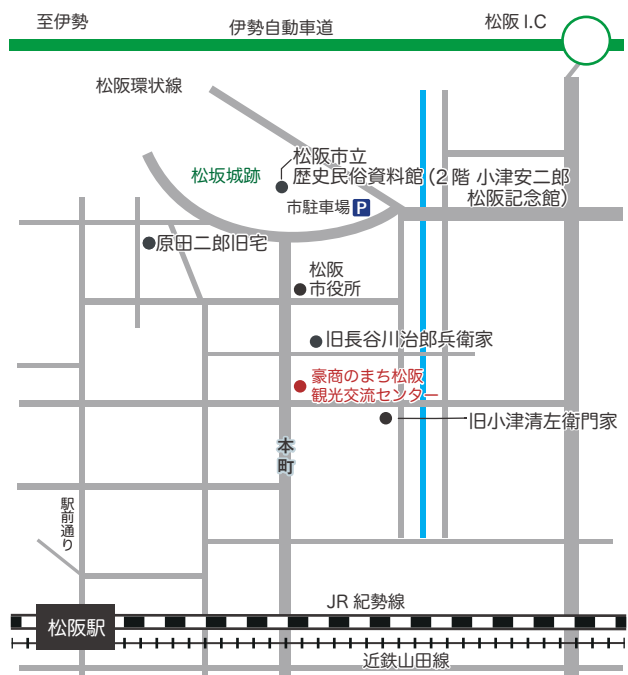 至伊勢
伊勢自動車道
松阪 I.C
松阪環状線
松坂城跡
松阪市立
歴史民俗資料館 (2階 小津安二郎
松阪記念館)
市駐車場 P
原田二郎旧宅
松阪
市役所
旧長谷川治郎兵衛家
豪商のまち松阪
観光交流センター
旧小津清左衛門家
本町
駅前通り
JR 紀勢線
松阪駅
近鉄山田線